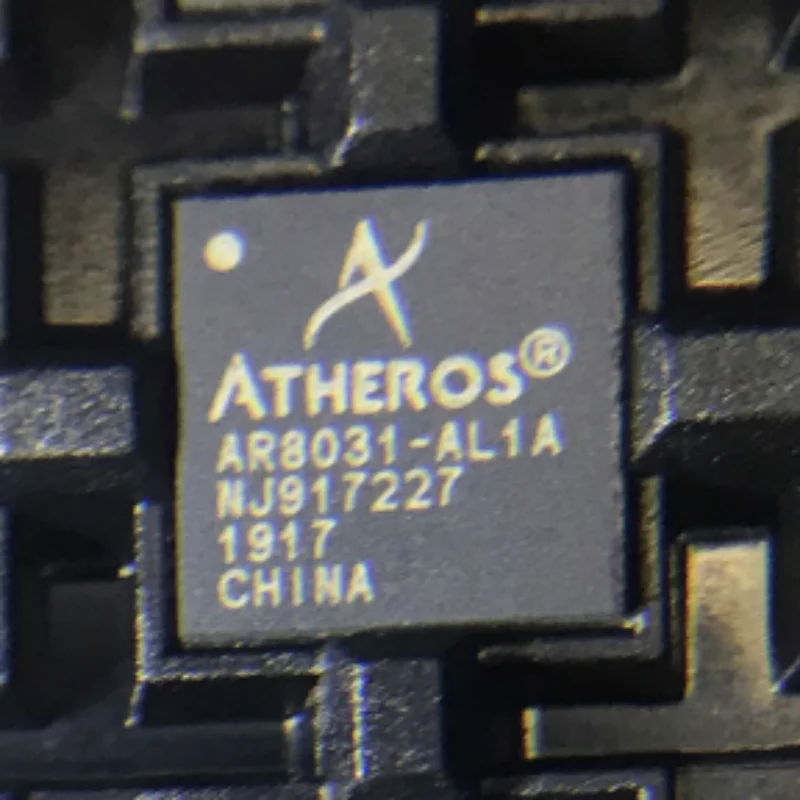 ATHEROS®
AR8031-AL1A
NJ917227
1917
CHINA